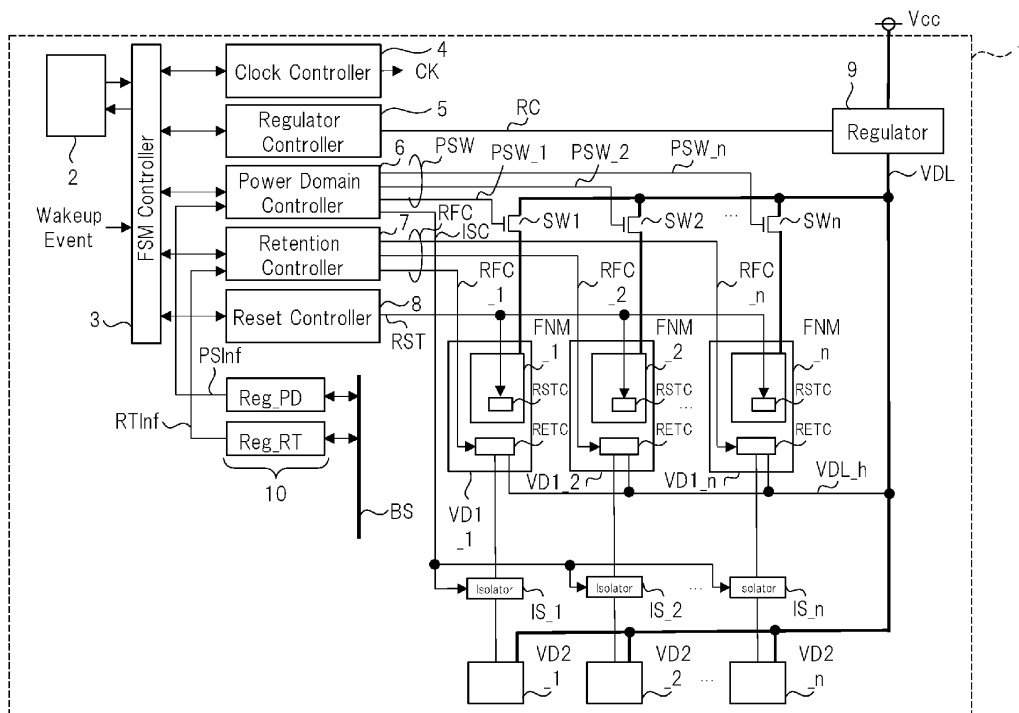 Vcc
4
Clock Controller
CK
9
5
Regulator
Controller
RC
Regulator
2
FSM Controller
6
PSW
PSW_1
PSW_2
PSW_n
VDL
Power Domain
Controller
Wakeup
Event
SW1
SW2
...
SWn
7
RFC
ISC
Retention
Controller
RFC
_1
RFC
_2
RFC
_n
3
8
Reset Controller
RST
FNM
_1
FNM
_2
FNM
_n
PSInf
RSTC
RSTC
...
RSTC
Reg_PD
RTInf
RETC
RETC
RETC
Reg_RT
10
BS
VD1
_1
VD1_2
VD1_n
VDL_h
Isolator
Isolator
...
solator
IS_1
IS_2
IS_n
VD2
_1
VD2
_2
...
VD2
_n